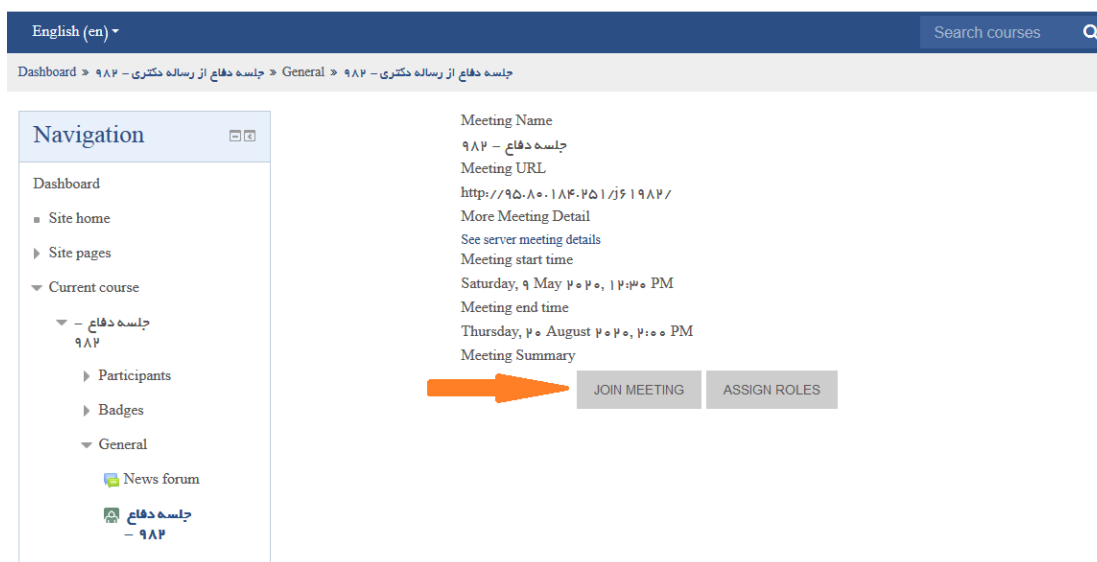 English (en)
Search courses
Dashboard » جلسه دفاع از رساله دکتری – ۹۸۲ » General » جلسه دفاع از رساله دکتری – ۹۸۲
Navigation
Dashboard
Site home
Site pages
Current course
جلسه دفاع –
۹۸۲
Participants
Badges
General
News forum
جلسه دفاع
– ۹۸۲
Meeting Name
جلسه دفاع – ۹۸۲
Meeting URL
http://۹۵.۸۰.۱۸۴.۲۵۱/j۶۱۹۸۲/
More Meeting Detail
See server meeting details
Meeting start time
Saturday, ۹ May ۲۰۲۰, ۱۲:۳۰ PM
Meeting end time
Thursday, ۲۰ August ۲۰۲۰, ۲:۰۰ PM
Meeting Summary
JOIN MEETING
ASSIGN ROLES